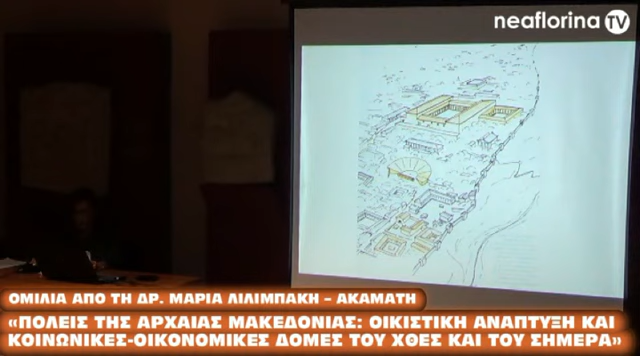 neaflorina TV
ΟΜΙΛΙΑ ΑΠΟ ΤΗ ΔΡ. ΜΑΡΙΑ ΛΙΛΙΜΠΑΚΗ – ΑΚΑΜΑΤΗ
«ΠΟΛΕΙΣ ΤΗΣ ΑΡΧΑΙΑΣ ΜΑΚΕΔΟΝΙΑΣ: ΟΙΚΙΣΤΙΚΗ ΑΝΑΠΤΥΞΗ ΚΑΙ
ΚΟΙΝΩΝΙΚΕΣ-ΟΙΚΟΝΟΜΙΚΕΣ ΔΟΜΕΣ ΤΟΥ ΧΘΕΣ ΚΑΙ ΤΟΥ ΣΗΜΕΡΑ»